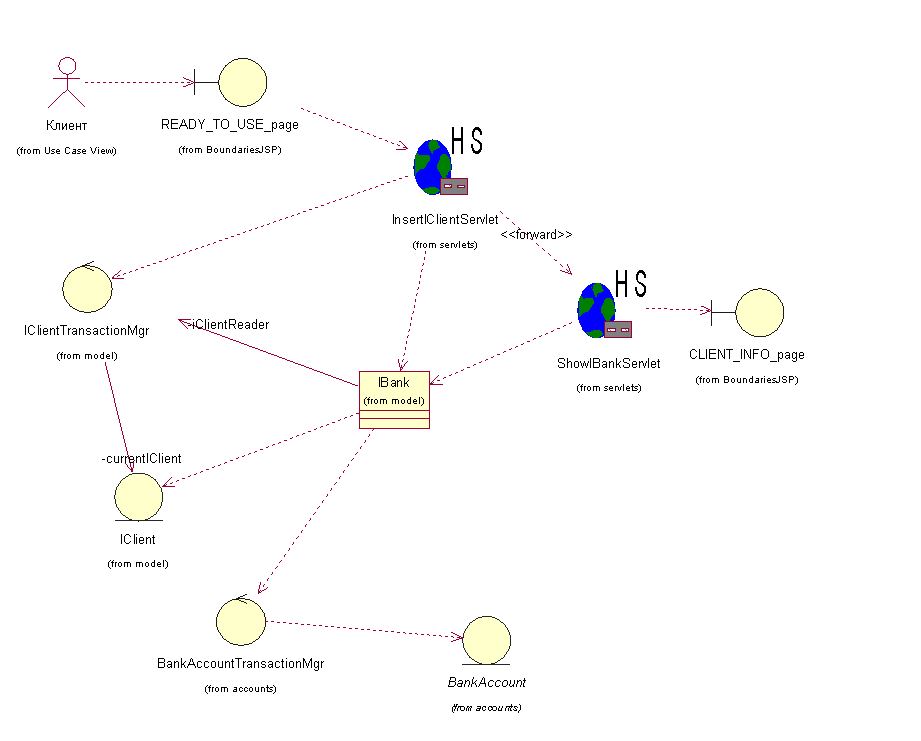 HS
Клиент
(from Use Case View)
READY_TO_USE_page
(from BoundariesJSP)
InsertIClientServlet
(from servlets)
<<forward>>
HS
IClientTransactionMgr
(from model)
-iClientReader
ShowIBankServlet
(from servlets)
CLIENT_INFO_page
(from BoundariesJSP)
IBank
(from model)
-currentIClient
IClient
(from model)
BankAccountTransactionMgr
(from accounts)
BankAccount
(from accounts)